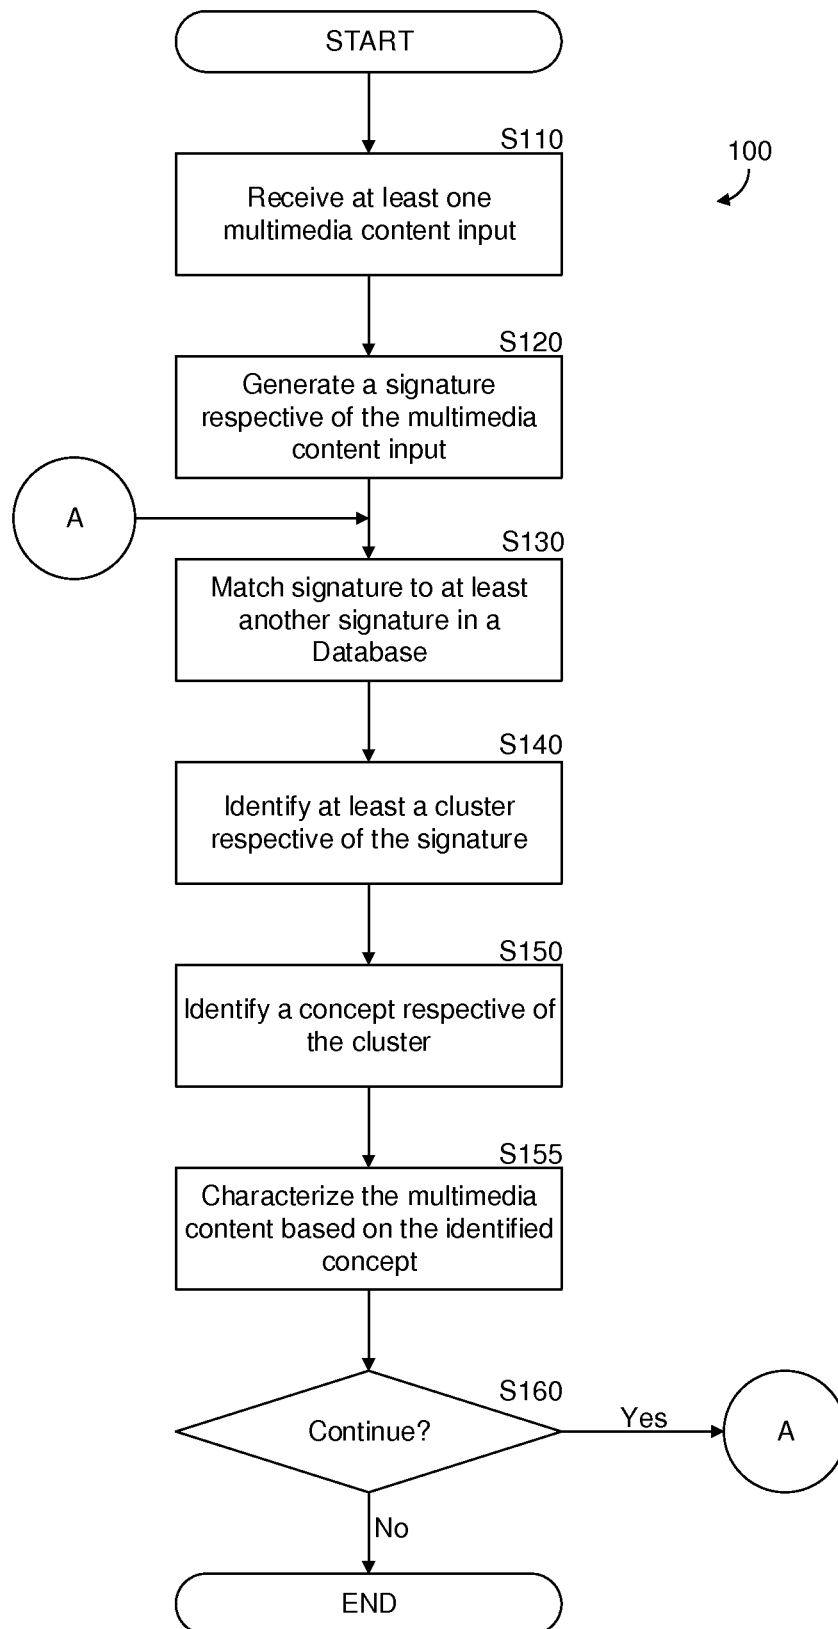 START
S110
100
Receive at least one
multimedia content input
S120
Generate a signature
respective of the multimedia
content input
A
S130
Match signature to at least
another signature in a
Database
S140
Identify at least a cluster
respective of the signature
S150
Identify a concept respective of
the cluster
S155
Characterize the multimedia
content based on the identified
concept
S160
Continue?
Yes
A
No
END